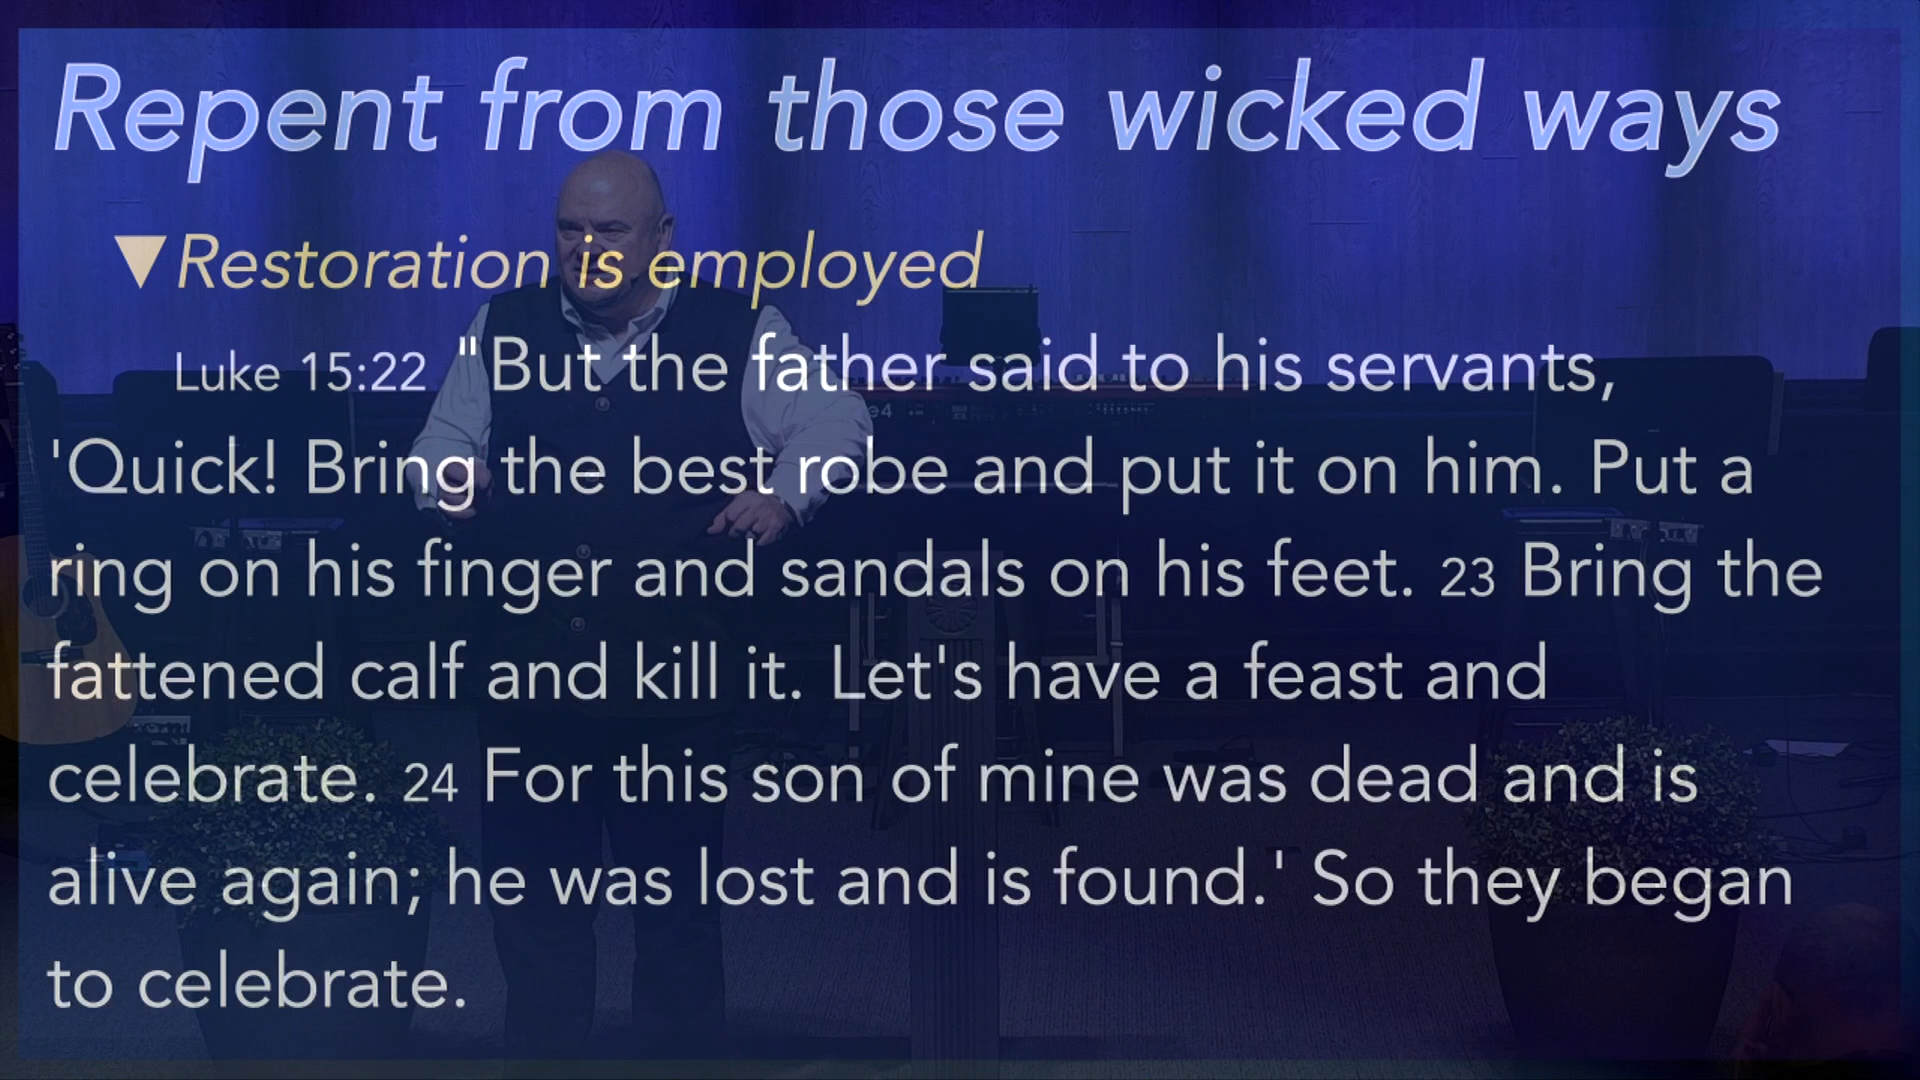 Repent from those wicked ways
▼Restoration is employed
Luke 15:22 "But the father said to his servants,
'Quick! Bring the best robe and put it on him. Put a
ring on his finger and sandals on his feet. 23 Bring the
fattened calf and kill it. Let's have a feast and
celebrate. 24 For this son of mine was dead and is
alive again; he was lost and is found.' So they began
to celebrate.